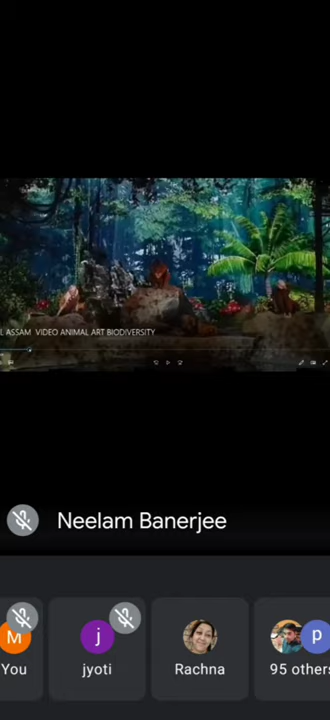 L ASSAM VIDEO ANIMAL ART BIODIVERSITY
Neelam Banerjee
M
j
p
You
jyoti
Rachna
95 others